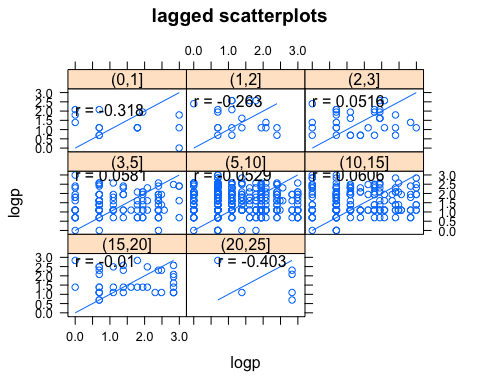 lagged scatterplots
0.0 1.0 2.0 3.0
(0,1] (1,2] (2,3]
r = -0.318 r = -0.263 r = 0.0516
3.0
2.5
2.0
1.5
1.0
0.5
0.0
(3,5] (5,10] (10,15]
r = 0.0581 r = -0.0529 r = 0.0606
3.0
2.5
2.0
1.5
1.0
0.5
0.0
(15,20] (20,25]
r = -0.01 r = -0.403
3.0
2.5
2.0
1.5
1.0
0.5
0.0
0.0 1.0 2.0 3.0
logp
logp